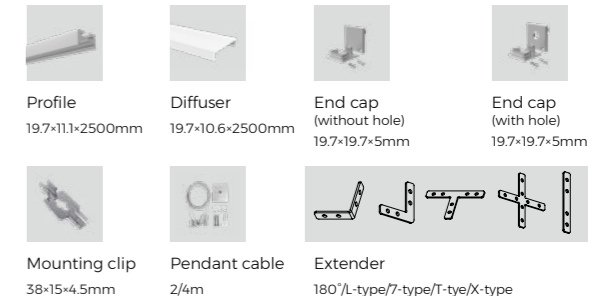 Profile
19.7×11.1×2500mm
Diffuser
19.7×10.6×2500mm
End cap
(without hole)
19.7×19.7×5mm
End cap
(with hole)
19.7×19.7×5mm
Mounting clip
38×15×4.5mm
Pendant cable
2/4m
Extender
180°/L-type/7-type/T-tye/X-type